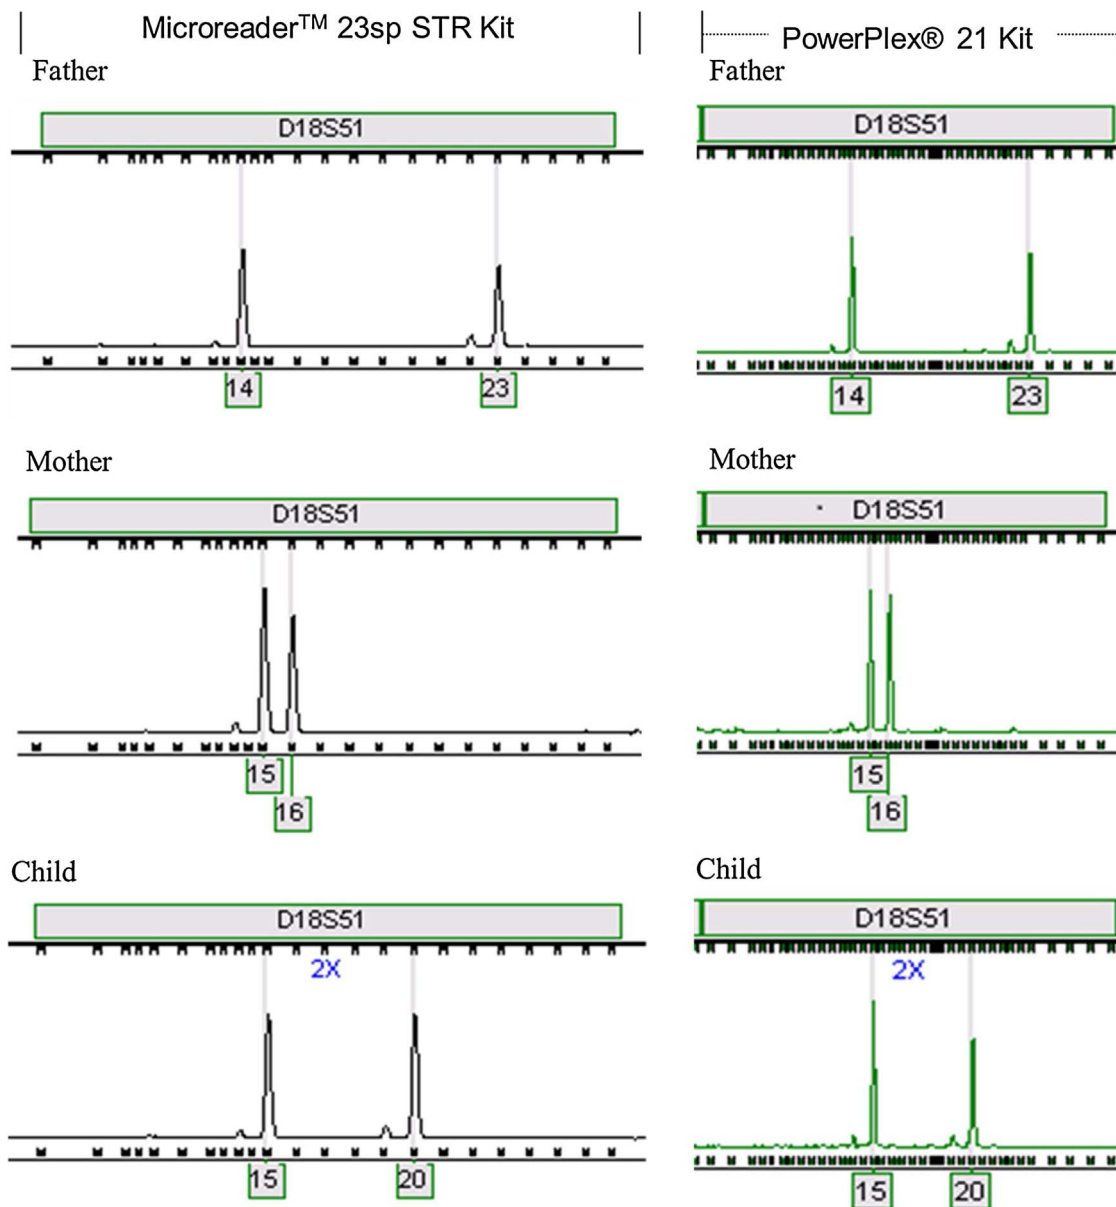 Microreader™ 23sp STR Kit
PowerPlex® 21 Kit
Father
D18S51
14
23
Father
D18S51
14
23
Mother
D18S51
15
16
Mother
D18S51
15
16
Child
D18S51
2X
15
20
Child
D18S51
2X
15
20